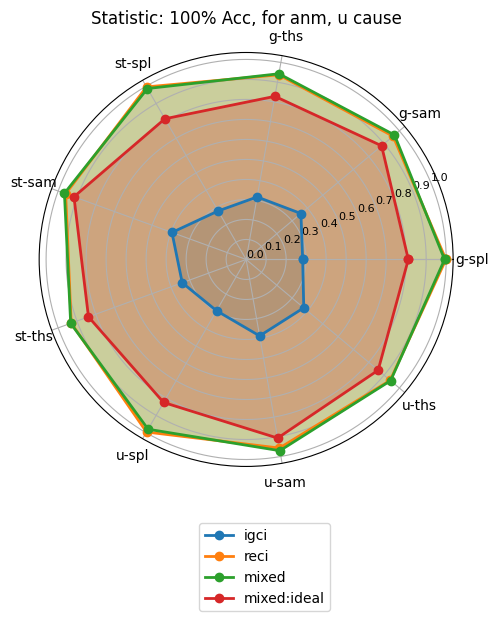 Statistic: 100% Acc, for anm, u cause
g-ths
st-spl
g-sam
st-sam
0.0
0.1
0.2
0.3
0.4
0.5
0.6
0.7
0.8
0.9
1.0
g-spl
st-ths
u-ths
u-spl
u-sam
igci
reci
mixed
mixed:ideal